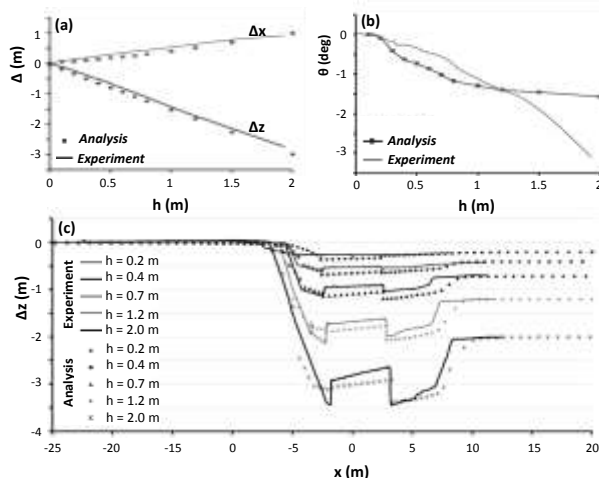 (a)
Δx
Δz
Δ (m)
1
0
-1
-2
-3
Analysis
Experiment
0
0.5
1
1.5
2
h (m)
(b)
θ (deg)
0
-1
-2
-3
Analysis
Experiment
0
0.5
1
1.5
2
h (m)
(c)
Δz (m)
0
-1
-2
-3
-4
Experiment
h = 0.2 m
h = 0.4 m
h = 0.7 m
h = 1.2 m
h = 2.0 m
Analysis
h = 0.2 m
h = 0.4 m
h = 0.7 m
h = 1.2 m
h = 2.0 m
-25
-20
-15
-10
-5
0
5
10
15
20
x (m)